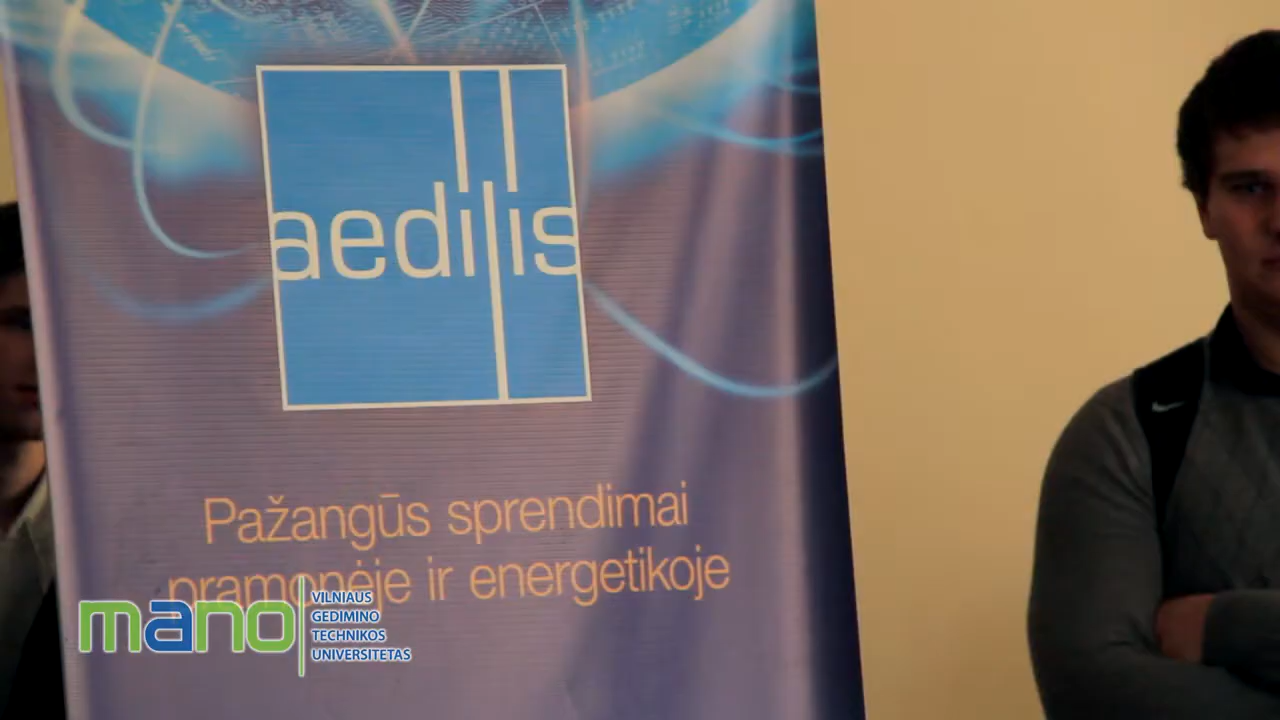 aedilis
Pažangūs sprendimai
pramonėje ir energetikoje
mano
VILNIAUS
GEDIMINO
TECHNIKOS
UNIVERSITETAS